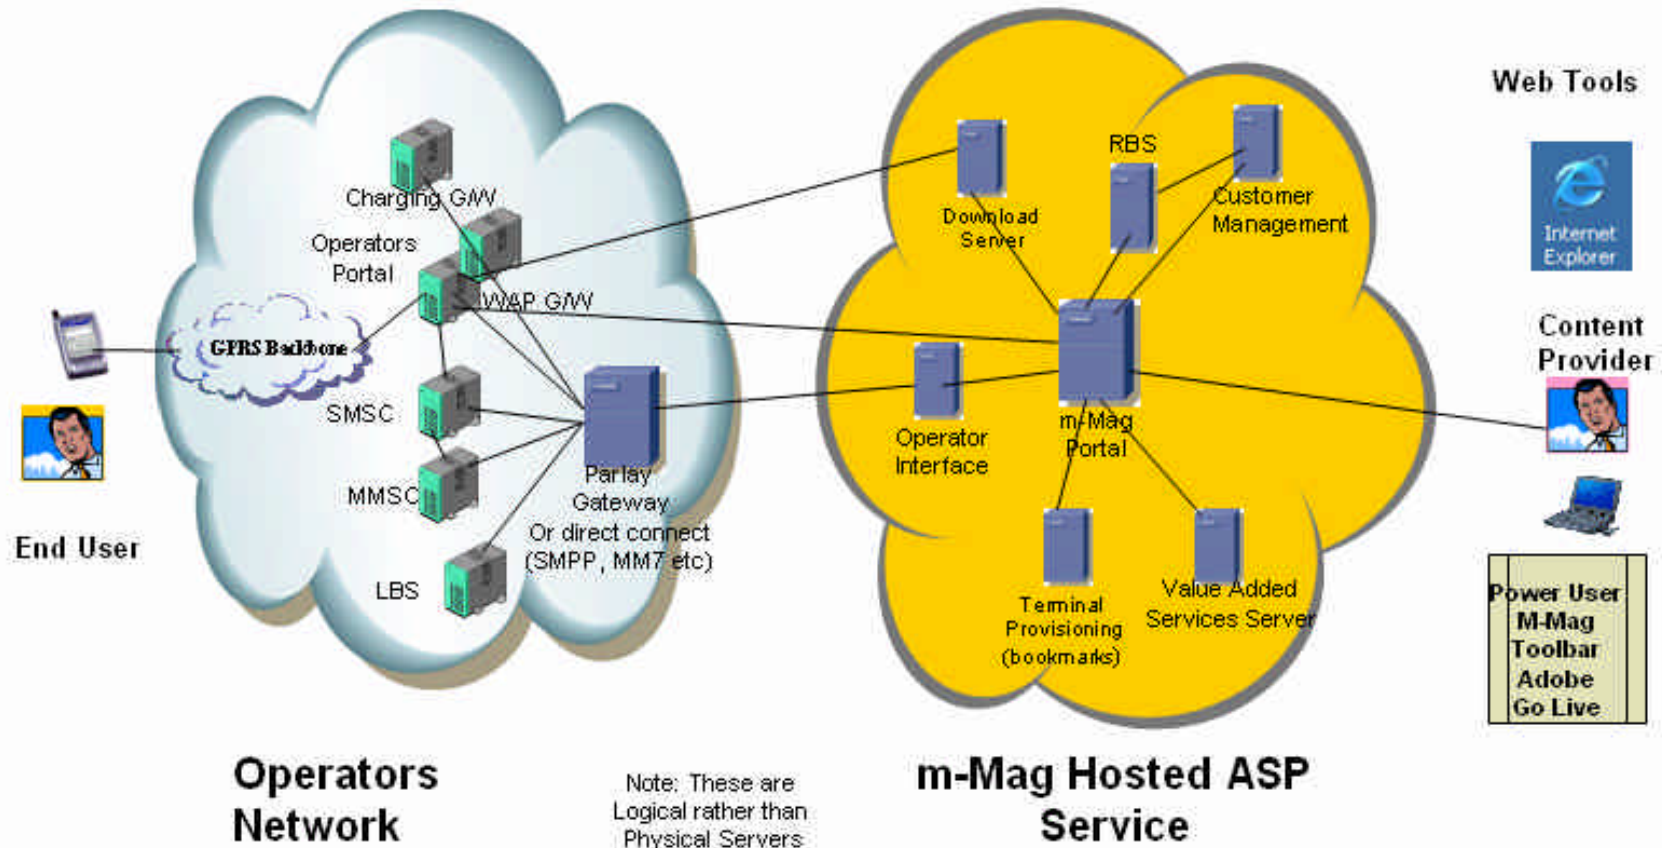 Web Tools
Internet
Explorer
Content
Provider
Power User
M-Mag
Toolbar
Adobe
Go Live
End User
Charging G/W
Operators
Portal
WAP G/W
GPRS Backbone
SMSC
MMSC
LBS
Parlay
Gateway
Or direct connect
(SMPP, MM7 etc)
Download
Server
RBS
Customer
Management
Operator
Interface
m-Mag
Portal
Terminal
Provisioning
(bookmarks)
Value Added
Services Server
Operators
Network
Note: These are
Logical rather than
Physical Servers
m-Mag Hosted ASP
Service